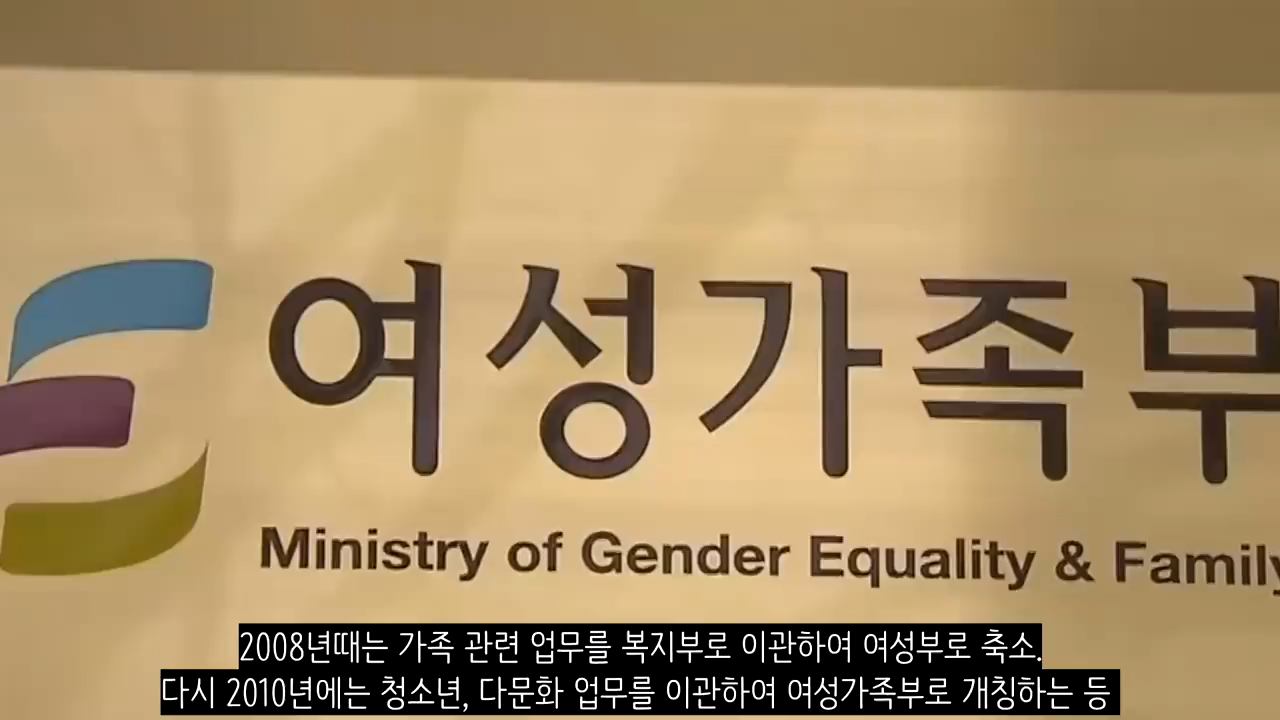 여성가족부
Ministry of Gender Equality & Family
2008년때는 가족 관련 업무를 복지부로 이관하여 여성부로 축소.
다시 2010년에는 청소년, 다문화 업무를 이관하여 여성가족부로 개칭하는 등